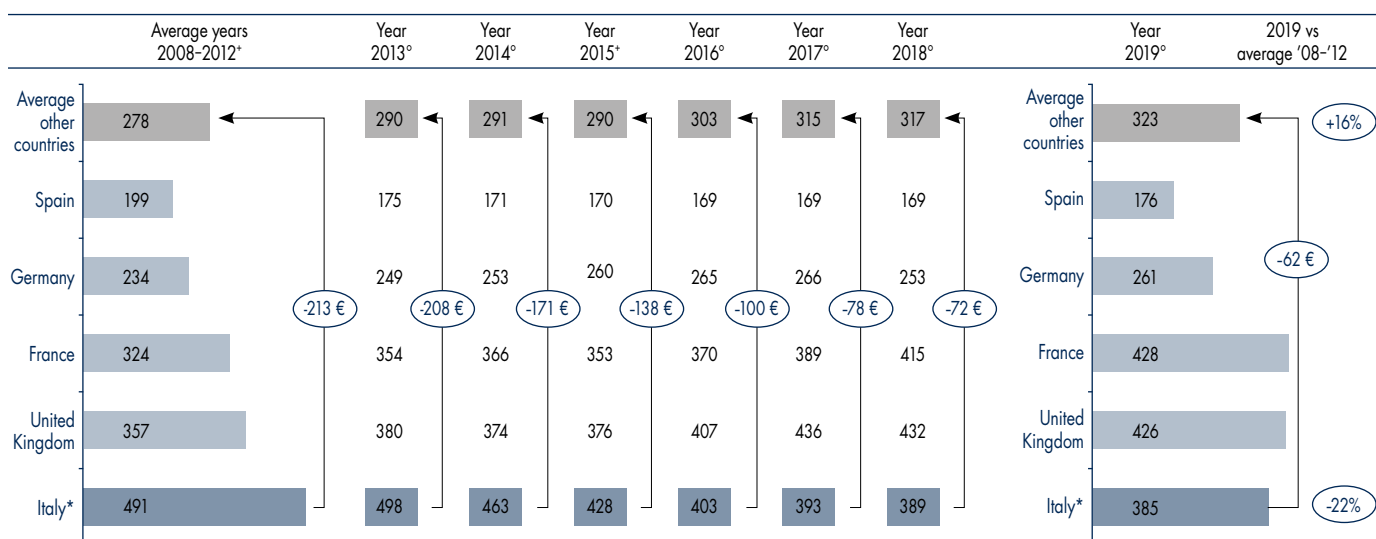 Average years
2008–2012+
Year
2013°
Year
2014°
Year
2015+
Year
2016°
Year
2017°
Year
2018°
Year
2019°
2019 vs
average '08–'12
Average
other
countries
278
290
291
290
303
315
317
Average
other
countries
323
+16%
Spain
199
175
171
170
169
169
169
Spain
176
Germany
234
249
253
260
265
266
253
Germany
261
-62 €
-213 €
-208 €
-171 €
-138 €
-100 €
-78 €
-72 €
France
324
354
366
353
370
389
415
France
428
United
Kingdom
357
380
374
376
407
436
432
United
Kingdom
426
Italy*
491
498
463
428
403
393
389
Italy*
385
-22%